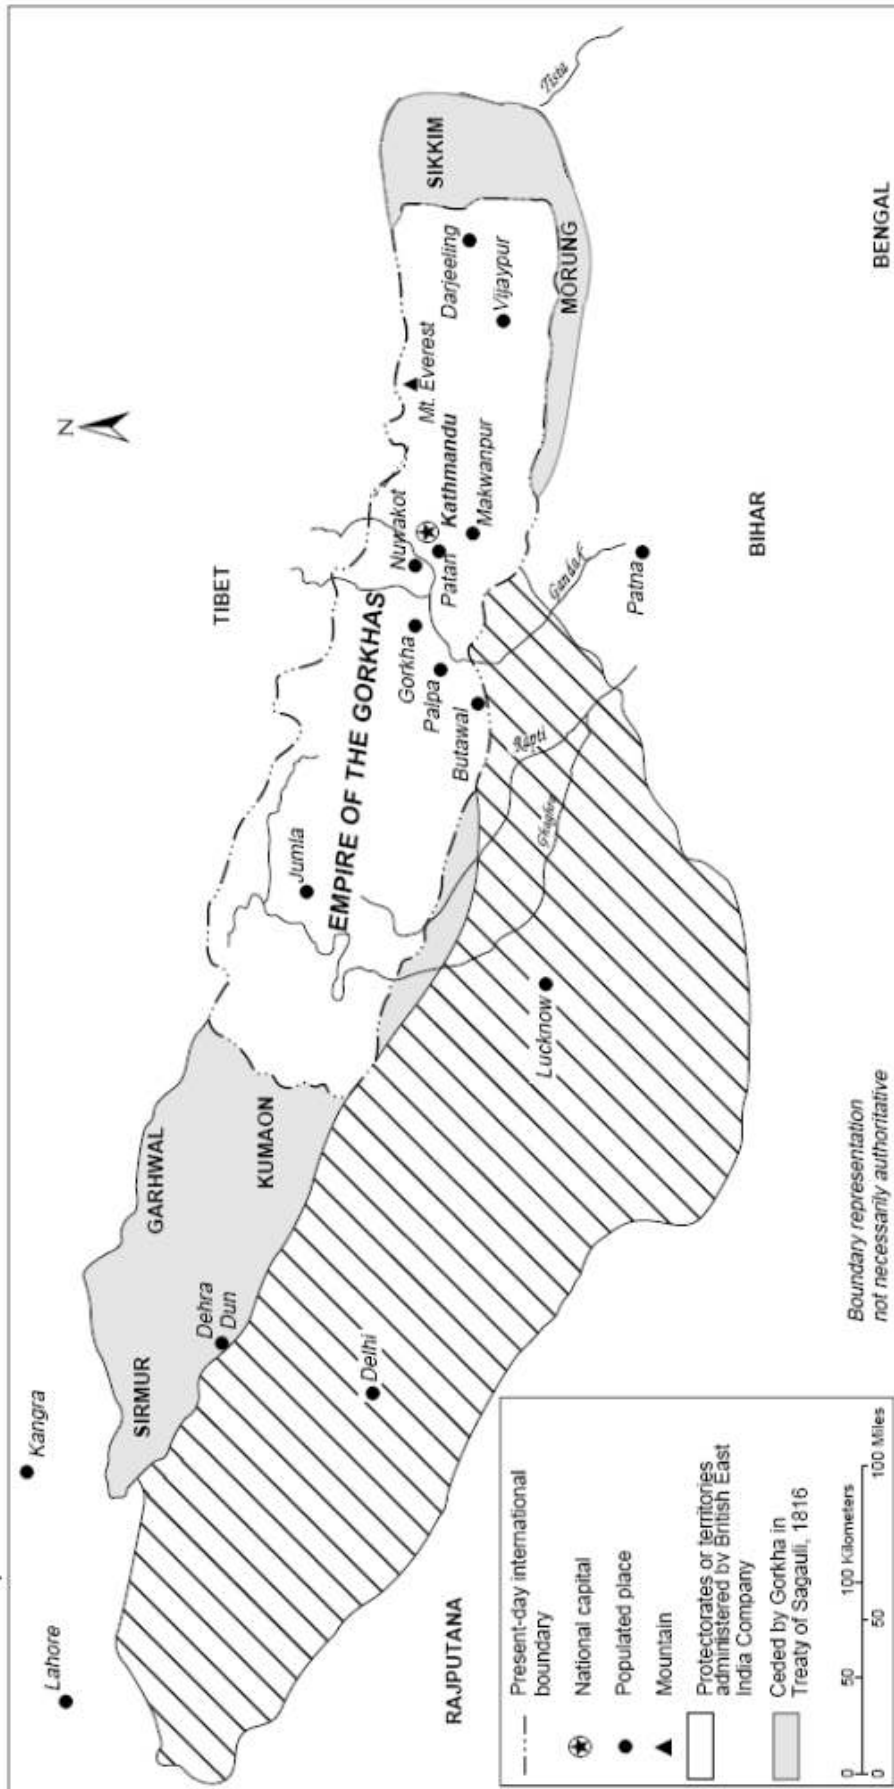 N
Lahore
Kangra
TIBET
SIRMUR
GARHWAL
Dehra
Dun
KUMAON
Jumla
EMPIRE OF THE GORKHAS
Delhi
Lucknow
Ghaghra
Rapti
Butawal
Palpa
Gorkha
Nuwakot
Patan
Kathmandu
Makwanpur
Mt. Everest
Darjeeling
Vijaypur
SIKKIM
MORUNG
Tista
Gandak
Patna
BIHAR
BENGAL
RAJPUTANA
Present-day international
boundary
National capital
Populated place
Mountain
Protectorates or territories
administered by British East
India Company
Ceded by Gorkha in
Treaty of Sagauli, 1816
0 50 100 Kilometers
0 50 100 Miles
Boundary representation
not necessarily authoritative